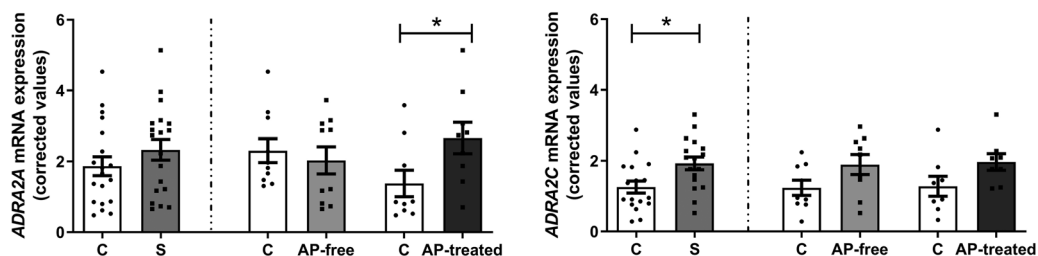 ADRA2A mRNA expression
(corrected values)
6
4
2
0
*
C
S
C
AP-free
C
AP-treated
ADRA2C mRNA expression
(corrected values)
6
4
2
0
*
C
S
C
AP-free
C
AP-treated